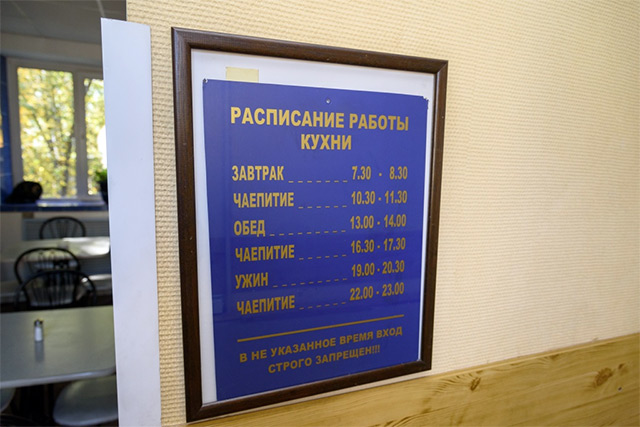 РАСПИСАНИЕ РАБОТЫ
КУХНИ
ЗАВТРАК _ _ _ _ _ _ _ 7.30 - 8.30
ЧАЕПИТИЕ _ _ _ _ _ _ 10.30 - 11.30
ОБЕД _ _ _ _ _ _ _ _ _ 13.00 - 14.00
ЧАЕПИТИЕ _ _ _ _ _ _ 16.30 - 17.30
УЖИН _ _ _ _ _ _ _ _ 19.00 - 20.30
ЧАЕПИТИЕ _ _ _ _ _ 22.00 - 23.00
В НЕ УКАЗАННОЕ ВРЕМЯ ВХОД
СТРОГО ЗАПРЕЩЕН!!!